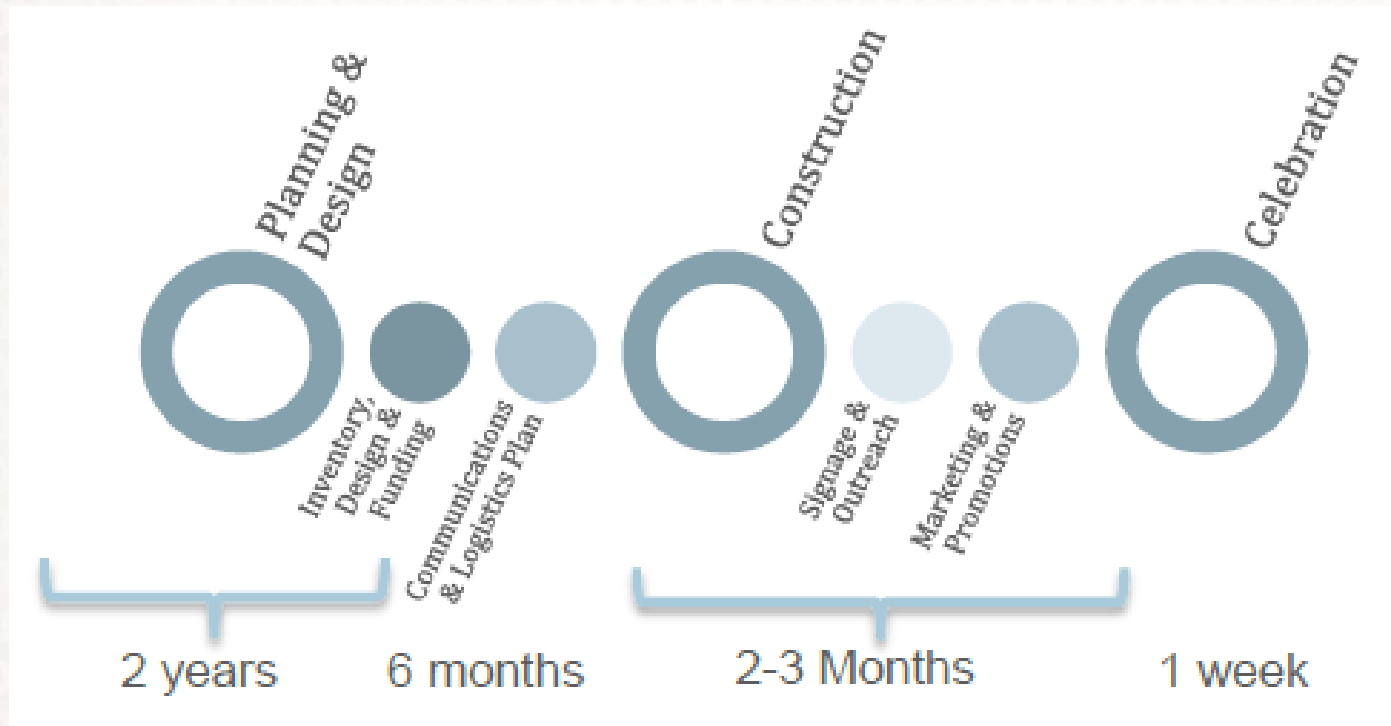 Planning &
Design
Inventory,
Design &
Funding
Communications
& Logistics Plan
Construction
Signage &
Outreach
Marketing &
Promotions
Celebration
2 years
6 months
2-3 Months
1 week